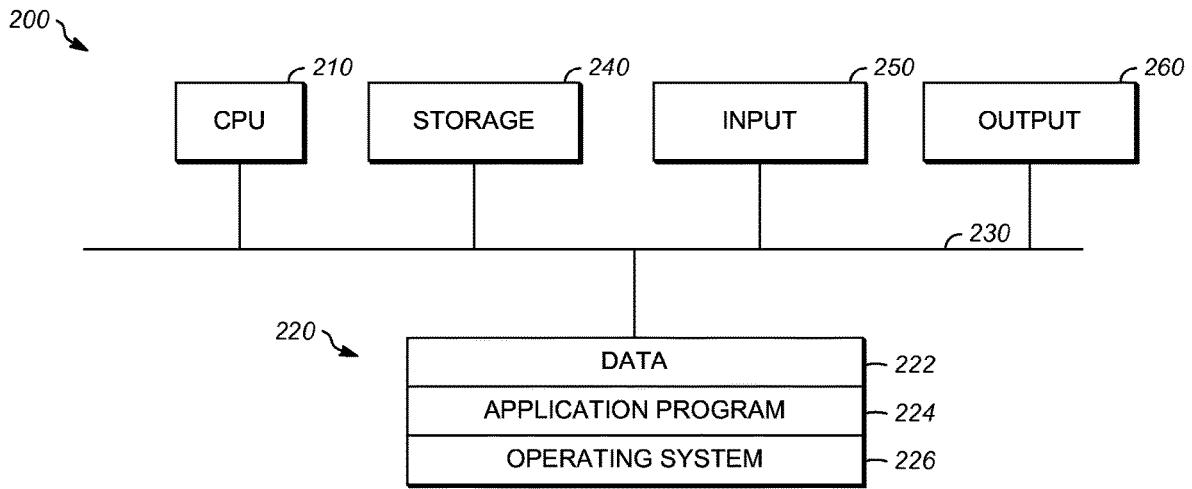 200
210 240 250 260
CPU STORAGE INPUT OUTPUT
230
220
DATA 222
APPLICATION PROGRAM 224
OPERATING SYSTEM 226